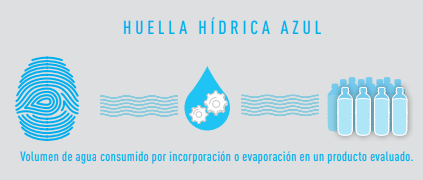 HUELLA HÍDRICA AZUL
Volumen de agua consumido por incorporación o evaporación en un producto evaluado.